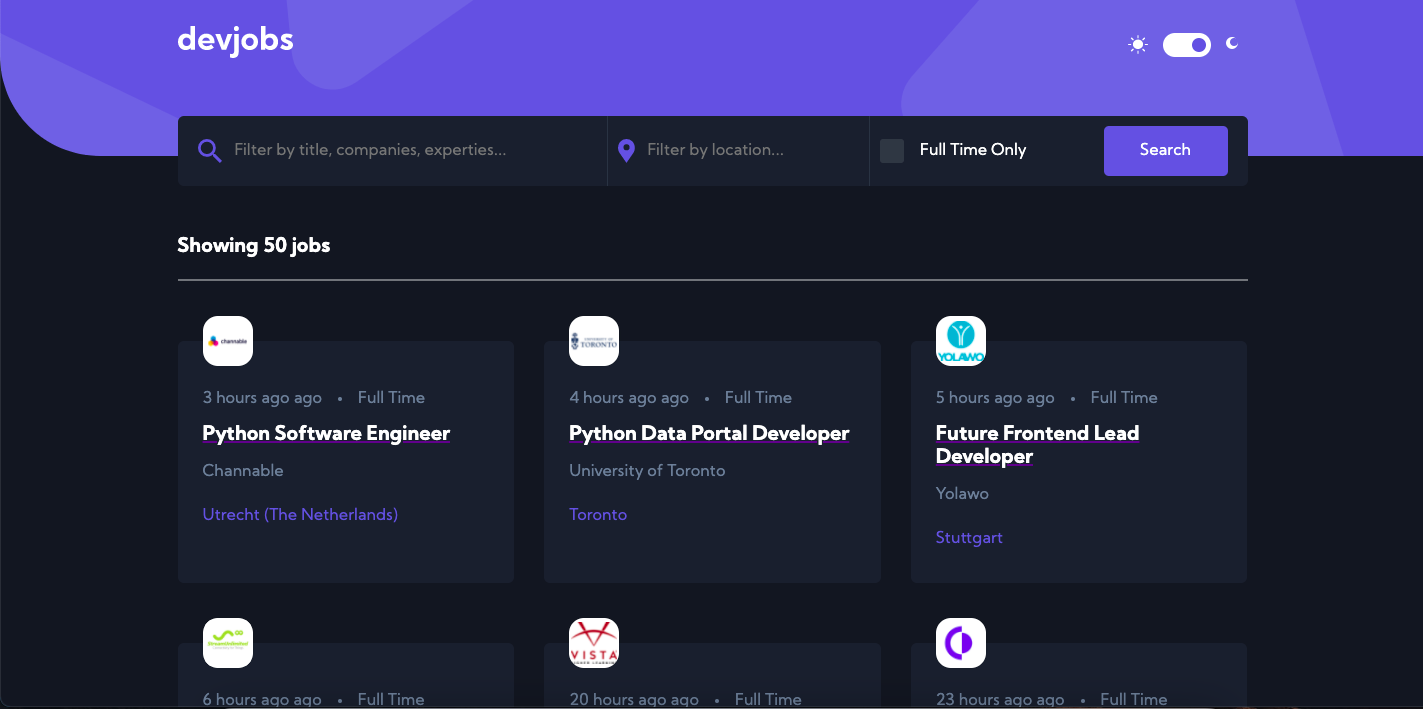 devjobs
Filter by title, companies, experties...
Filter by location...
Full Time Only
Search
Showing 50 jobs
channable
UNIVERSITY OF
TORONTO
YOLAWO
3 hours ago ago • Full Time
Python Software Engineer
Channable
Utrecht (The Netherlands)
4 hours ago ago • Full Time
Python Data Portal Developer
University of Toronto
Toronto
5 hours ago ago • Full Time
Future Frontend Lead
Developer
Yolawo
Stuttgart
VISTA
6 hours ago ago • Full Time
20 hours ago ago • Full Time
23 hours ago ago • Full Time